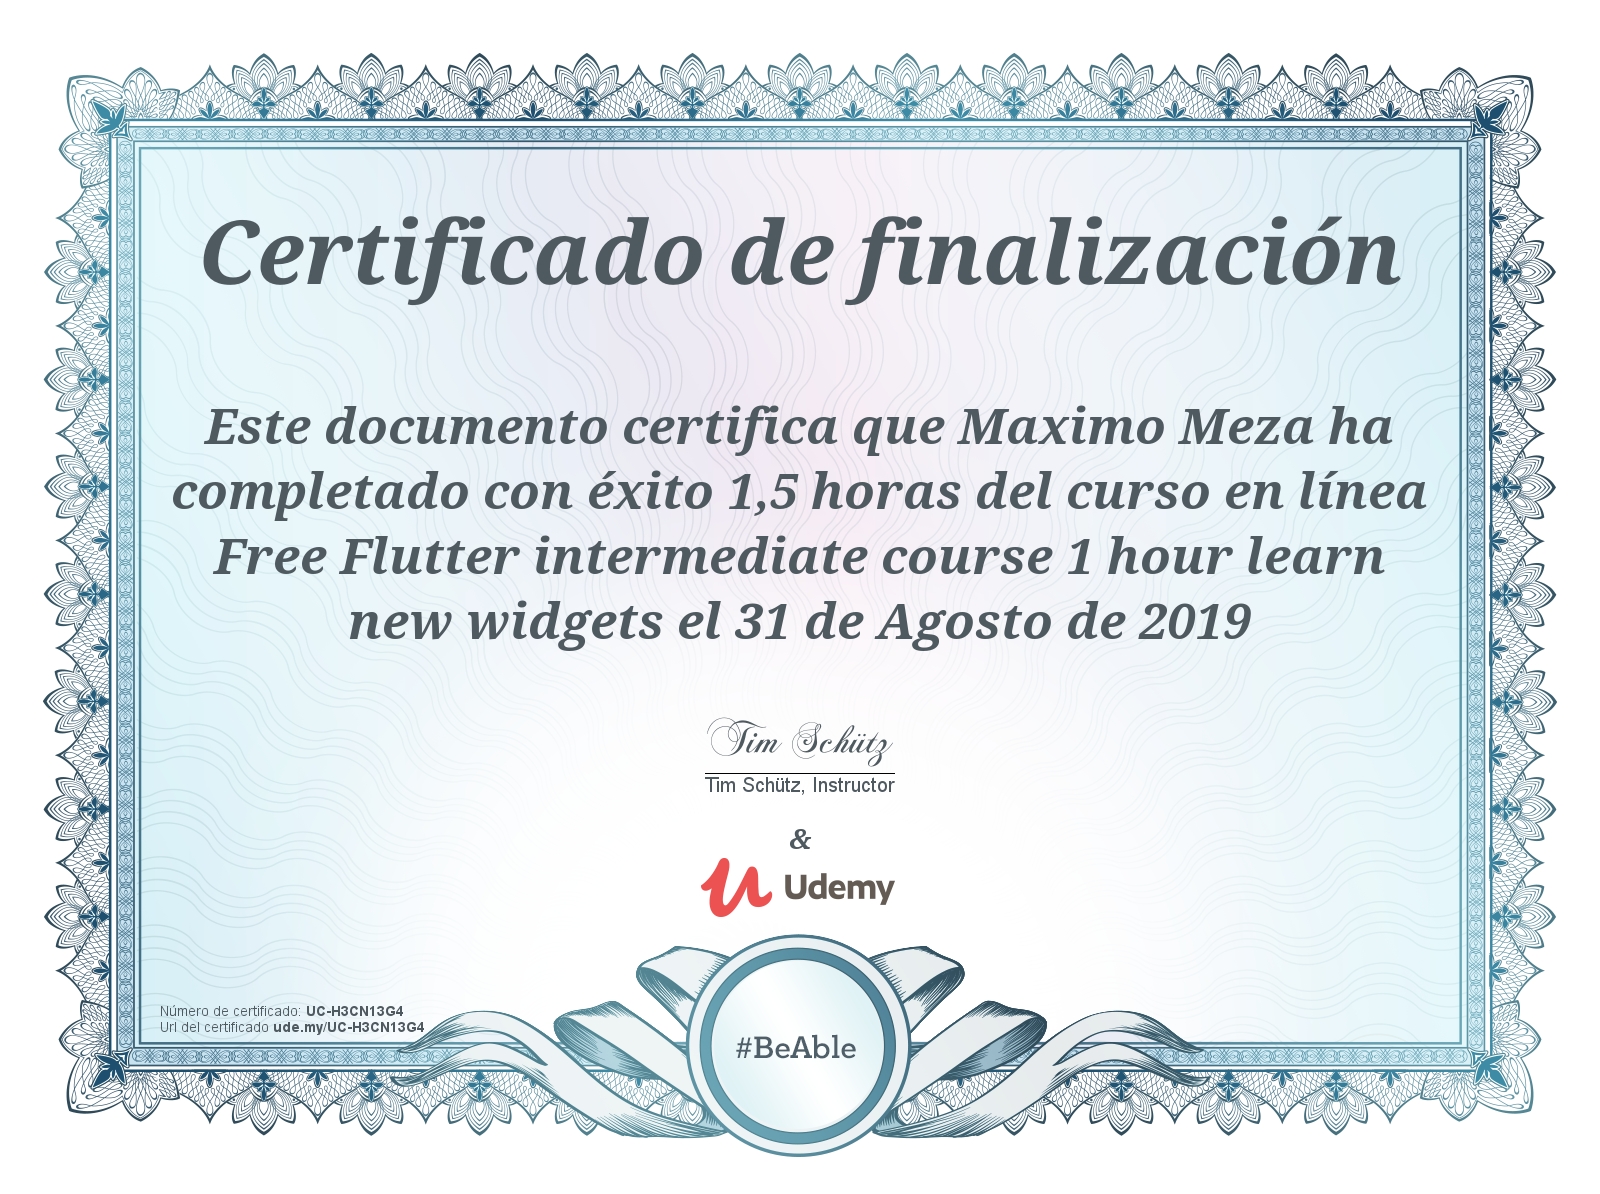 Certificado de finalización
Este documento certifica que Maximo Meza ha
completado con éxito 1,5 horas del curso en línea
Free Flutter intermediate course 1 hour learn
new widgets el 31 de Agosto de 2019
Tim Schütz
Tim Schütz, Instructor
&
Udemy
#BeAble
Número de certificado: UC-H3CN13G4
Url del certificado ude.my/UC-H3CN13G4